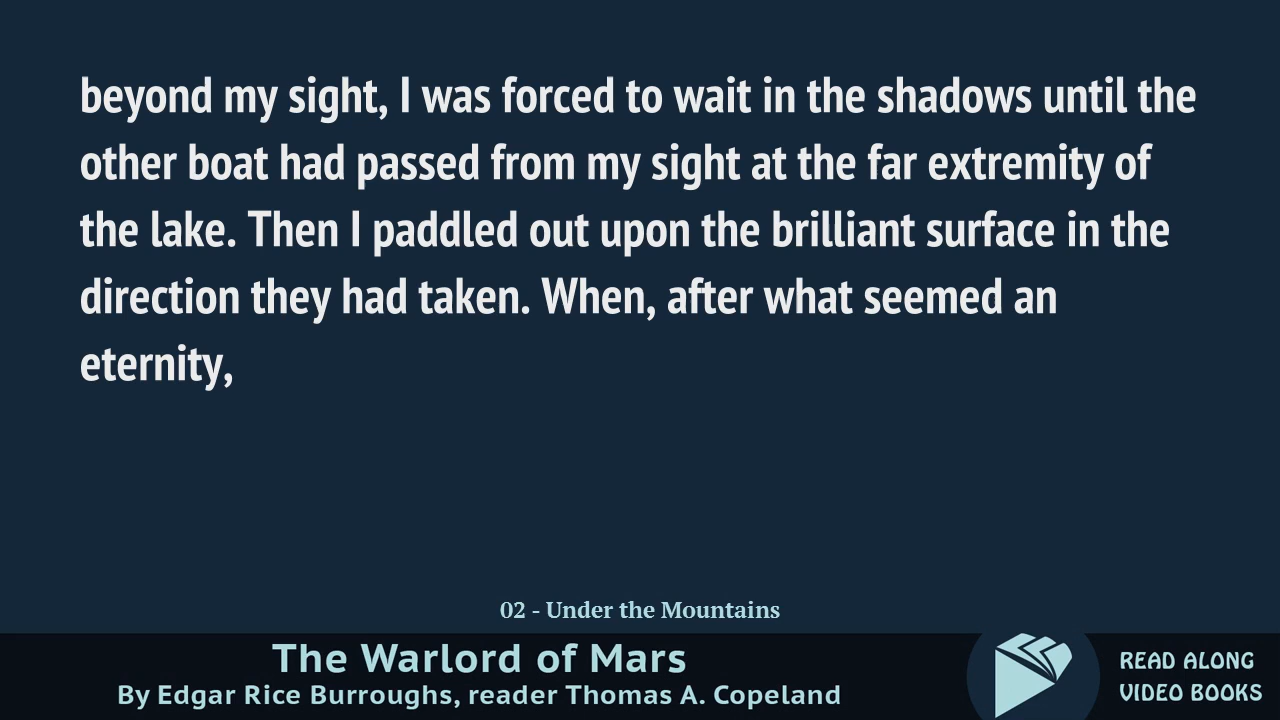 beyond my sight, I was forced to wait in the shadows until the
other boat had passed from my sight at the far extremity of
the lake. Then I paddled out upon the brilliant surface in the
direction they had taken. When, after what seemed an
eternity,
02 - Under the Mountains
The Warlord of Mars
By Edgar Rice Burroughs, reader Thomas A. Copeland
READ ALONG
VIDEO BOOKS